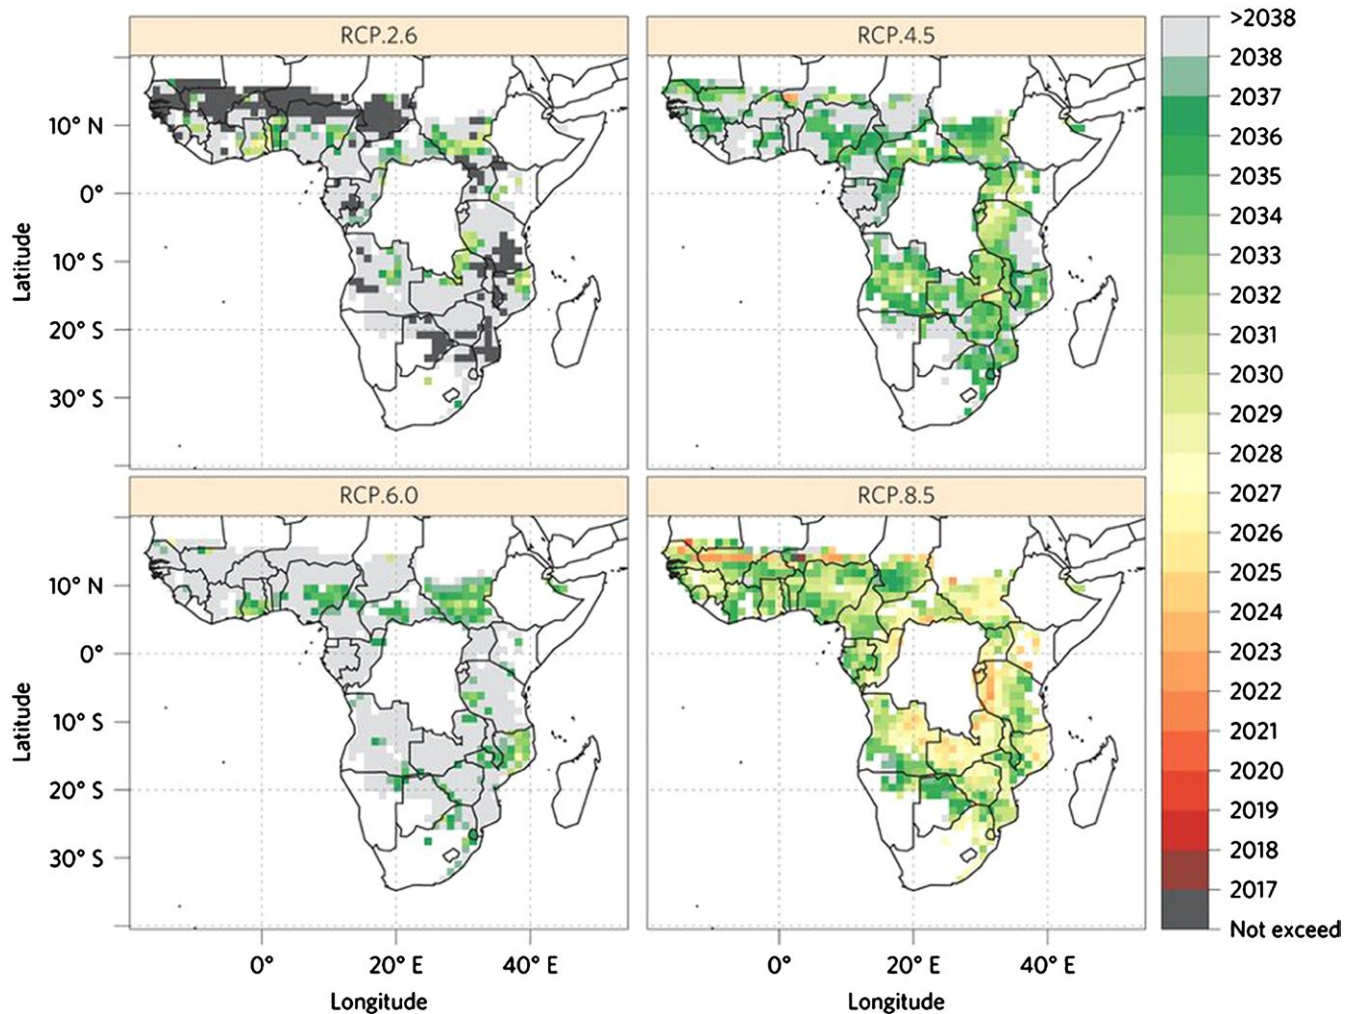 RCP.2.6
RCP.4.5
10° N
0°
10° S
20° S
30° S
Latitude
RCP.6.0
RCP.8.5
10° N
0°
10° S
20° S
30° S
Latitude
0°
20° E
40° E
Longitude
0°
20° E
40° E
Longitude
>2038
2038
2037
2036
2035
2034
2033
2032
2031
2030
2029
2028
2027
2026
2025
2024
2023
2022
2021
2020
2019
2018
2017
Not exceed